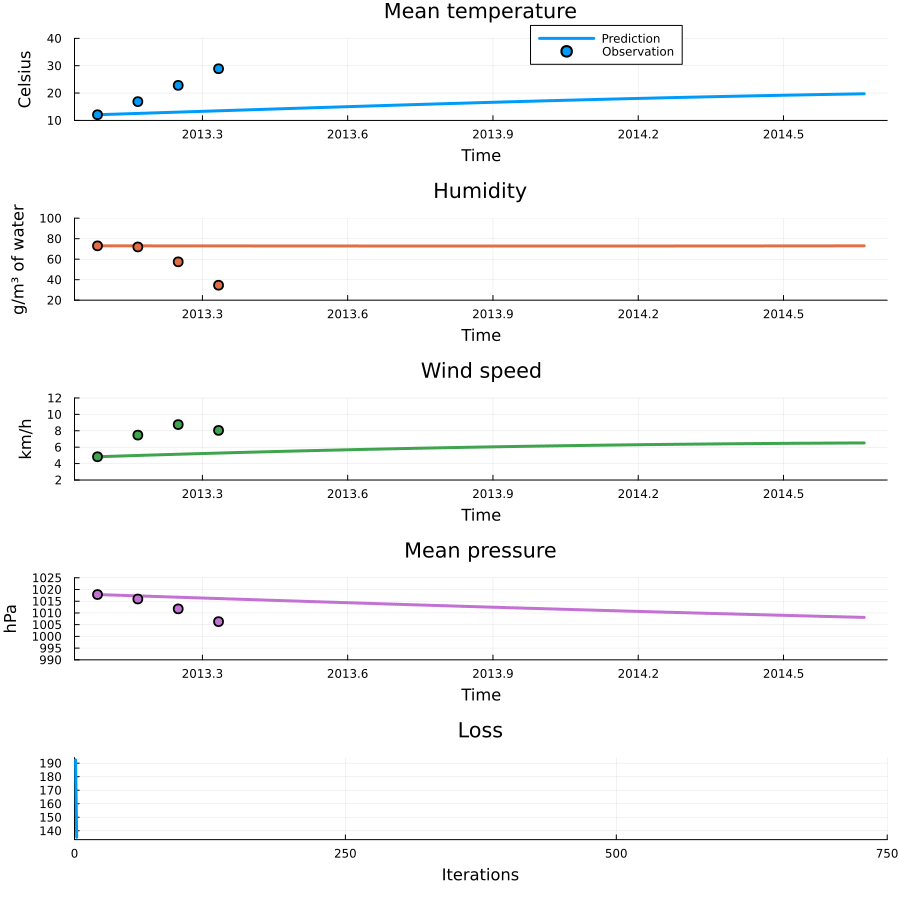 Mean temperature
Prediction
Observation
Celsius
40
30
20
10
2013.3 2013.6 2013.9 2014.2 2014.5
Time
Humidity
g/m³ of water
100
80
60
40
20
2013.3 2013.6 2013.9 2014.2 2014.5
Time
Wind speed
km/h
12
10
8
6
4
2
2013.3 2013.6 2013.9 2014.2 2014.5
Time
Mean pressure
hPa
1025
1020
1015
1010
1005
1000
995
990
2013.3 2013.6 2013.9 2014.2 2014.5
Time
Loss
190
180
170
160
150
140
0 250 500 750
Iterations